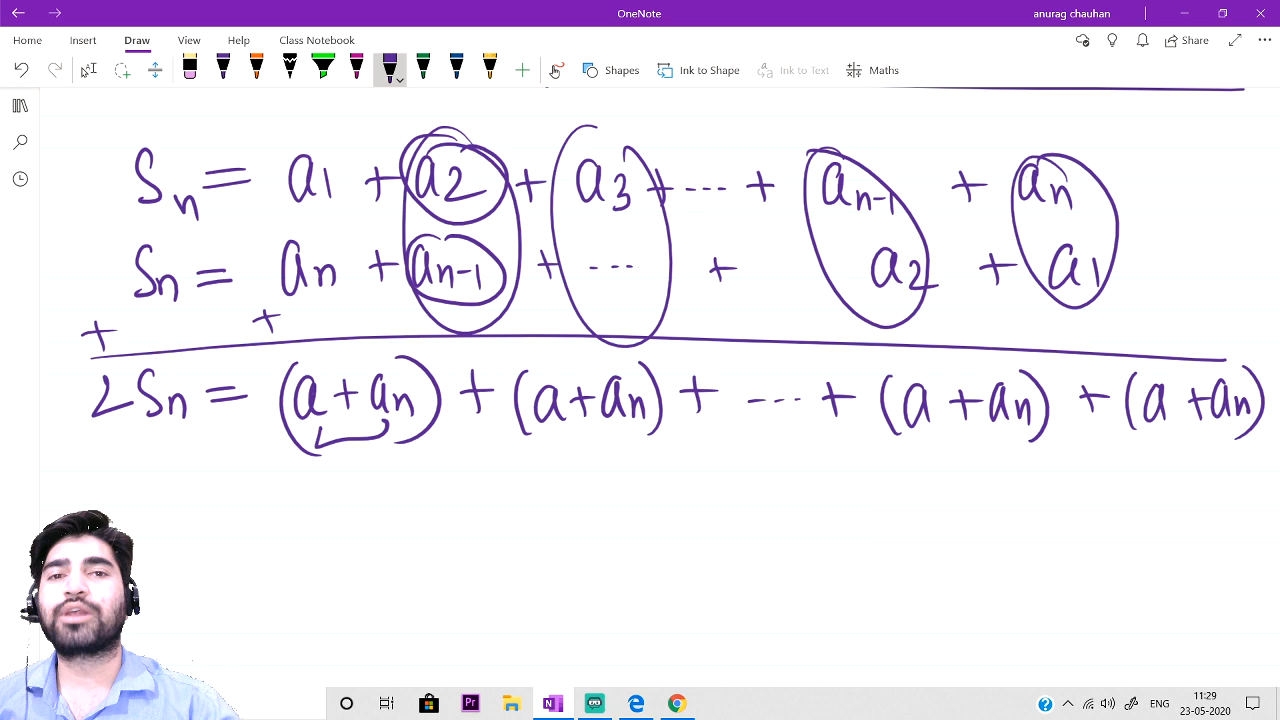 OneNote
anurag chauhan
Home Insert Draw View Help Class Notebook
Share
Shapes Ink to Shape Ink to Text Maths
Sn = a1 + a2 + a3 + ... + an-1 + an
Sn = an + an-1 + ... + a2 + a1
+ +
2Sn = (a + an) + (a + an) + ... + (a + an) + (a + an)
Pr
N
ENG
11:29
23-05-2020